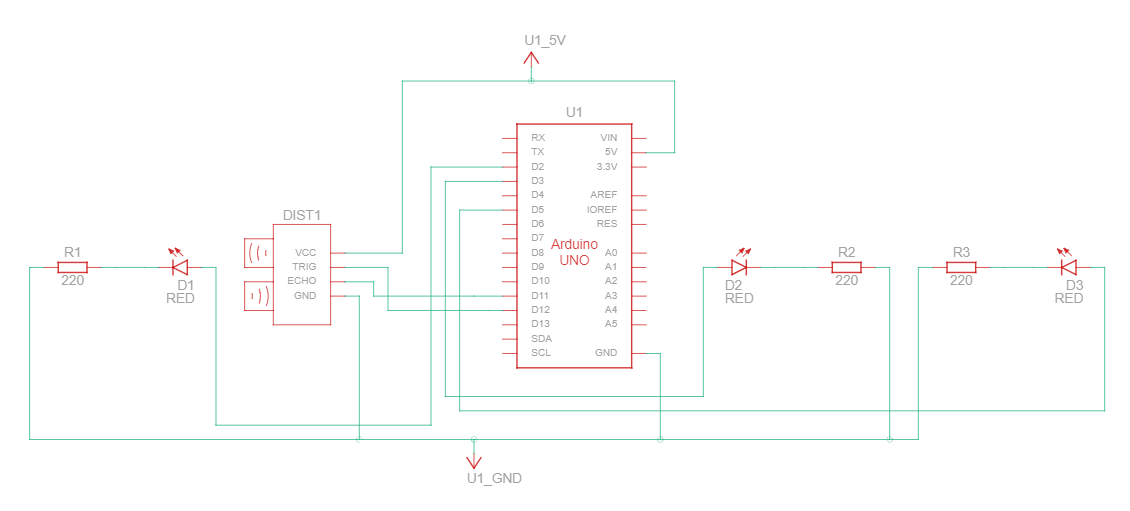 U1_5V
U1
RX
TX
D2
D3
D4
D5
D6
D7
D8
D9
D10
D11
D12
D13
SDA
SCL
VIN
5V
3.3V
AREF
IOREF
RES
A0
A1
A2
A3
A4
A5
GND
Arduino
UNO
DIST1
VCC
TRIG
ECHO
GND
R1
220
D1
RED
D2
RED
R2
220
R3
220
D3
RED
U1_GND